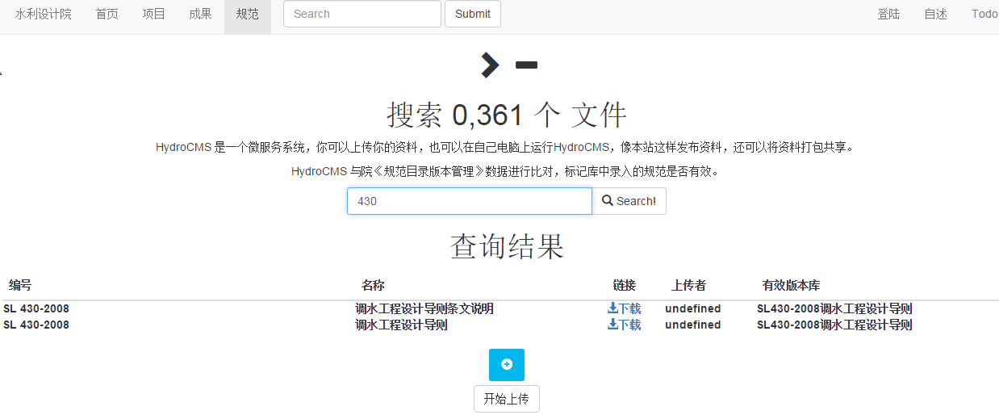 水利设计院 首页 项目 成果 规范 Search Submit 登陆 自述 Todo
搜索 0,361 个 文件
HydroCMS 是一个微服务系统，你可以上传你的资料，也可以在自己电脑上运行HydroCMS，像本站这样发布资料，还可以将资料打包共享。
HydroCMS 与院《规范目录版本管理》数据进行比对，标记库中录入的规范是否有效。
430 Search!
查询结果
编号 名称 链接 上传者 有效版本库
SL 430-2008 调水工程设计导则条文说明 下载 undefined SL430-2008调水工程设计导则
SL 430-2008 调水工程设计导则 下载 undefined SL430-2008调水工程设计导则
开始上传